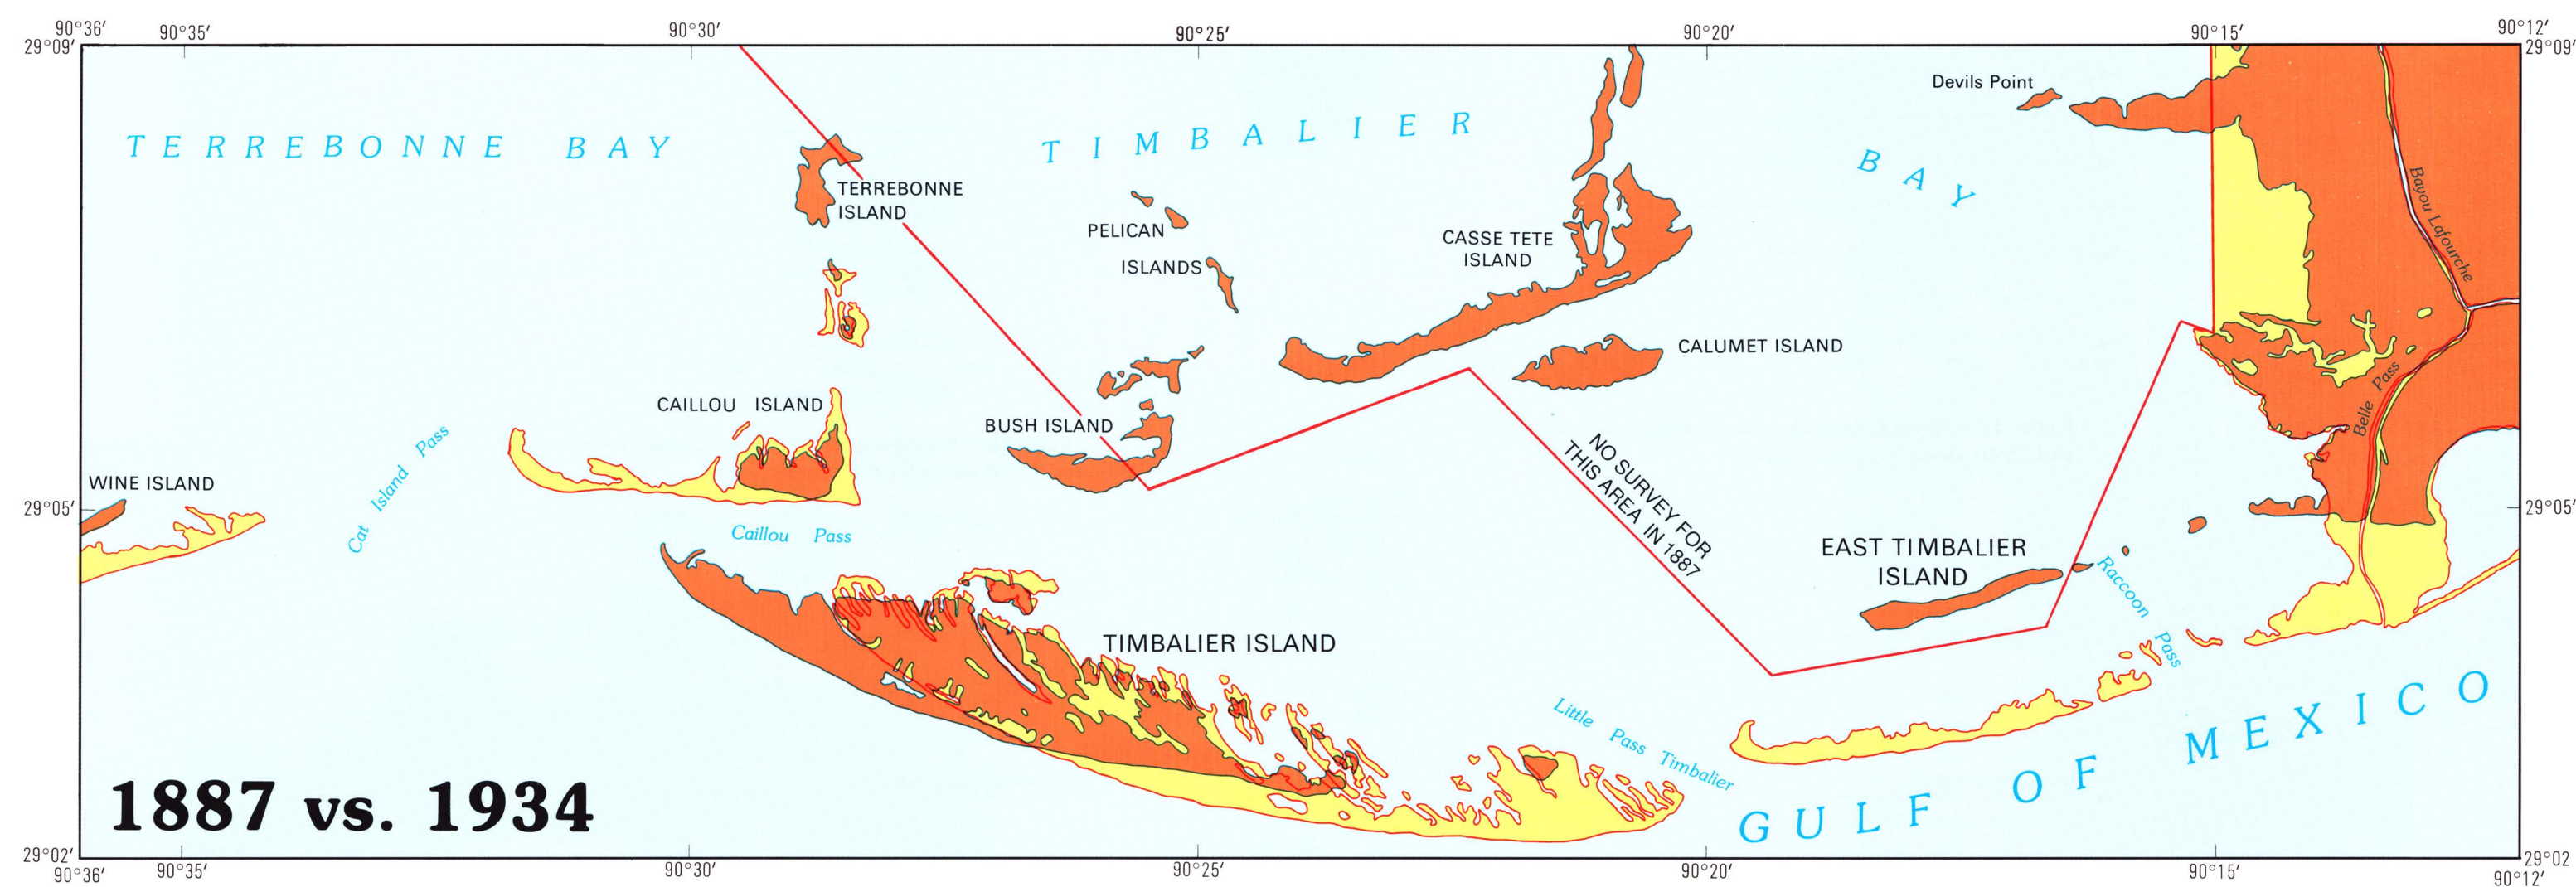 90°36′ 90°35′ 90°30′ 90°25′ 90°20′ 90°15′ 90°12′
29°09′ 29°09′
Devils Point
TERREBONNE BAY
TIMBALIER
BAY
TERREBONNE
ISLAND
Bayou Lafourche
PELICAN
ISLANDS
CASSE TETE
ISLAND
CALUMET ISLAND
CAILLOU ISLAND
BUSH ISLAND
Belle Pass
Cat Island Pass
NO SURVEY FOR
THIS AREA IN 1887
WINE ISLAND
29°05′ 29°05′
Caillou Pass
EAST TIMBALIER
ISLAND
Raccoon Pass
TIMBALIER ISLAND
Little Pass Timbalier
GULF OF MEXICO
1887 vs. 1934
29°02′ 29°02
90°36′ 90°35′ 90°30′ 90°25′ 90°20′ 90°15′ 90°12′